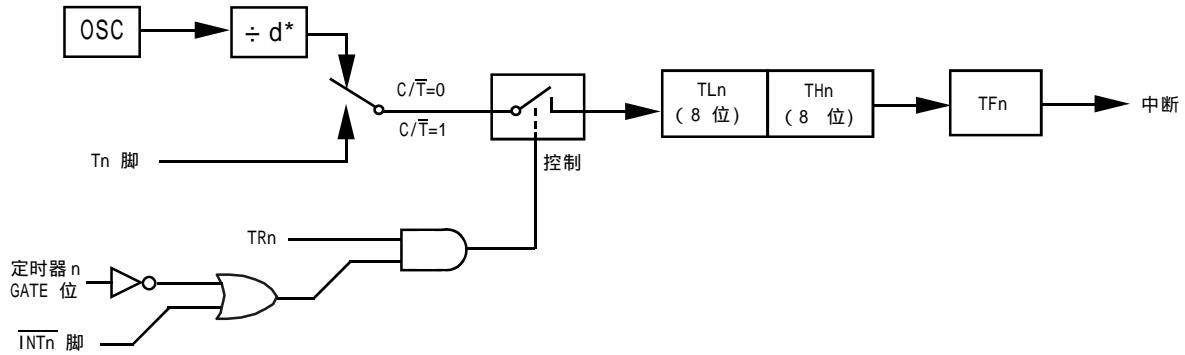 OSC
÷ d*
C/T̅=0
C/T̅=1
Tn 脚
TLn
(8 位)
THn
(8 位)
TFn
中断
控制
TRn
定时器 n
GATE 位
I̅N̅T̅n̅ 脚